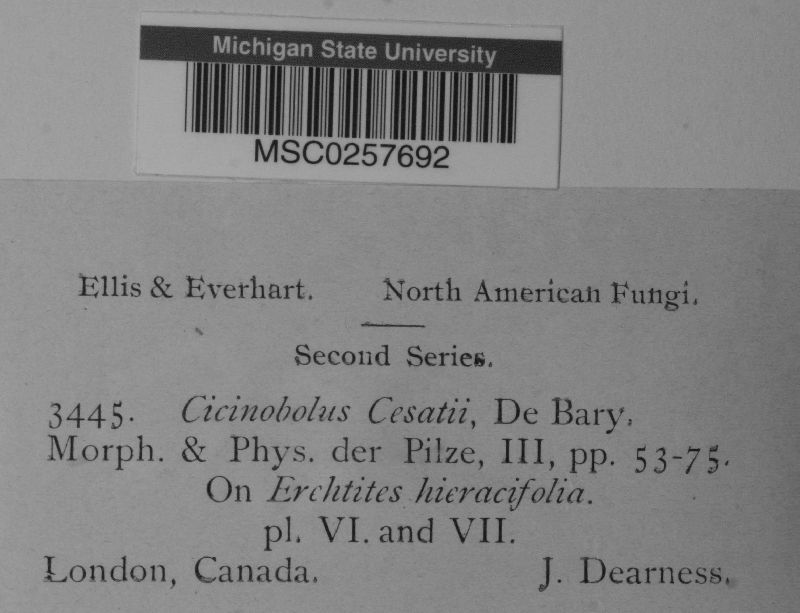 Michigan State University
MSC0257692
Ellis & Everhart. North American Fungi.
Second Series.
3445. Cicinobolus Cesatii, De Bary.
Morph. & Phys. der Pilze, III, pp. 53-75.
On Erchtites hieracifolia.
pl. VI. and VII.
London, Canada. J. Dearness.